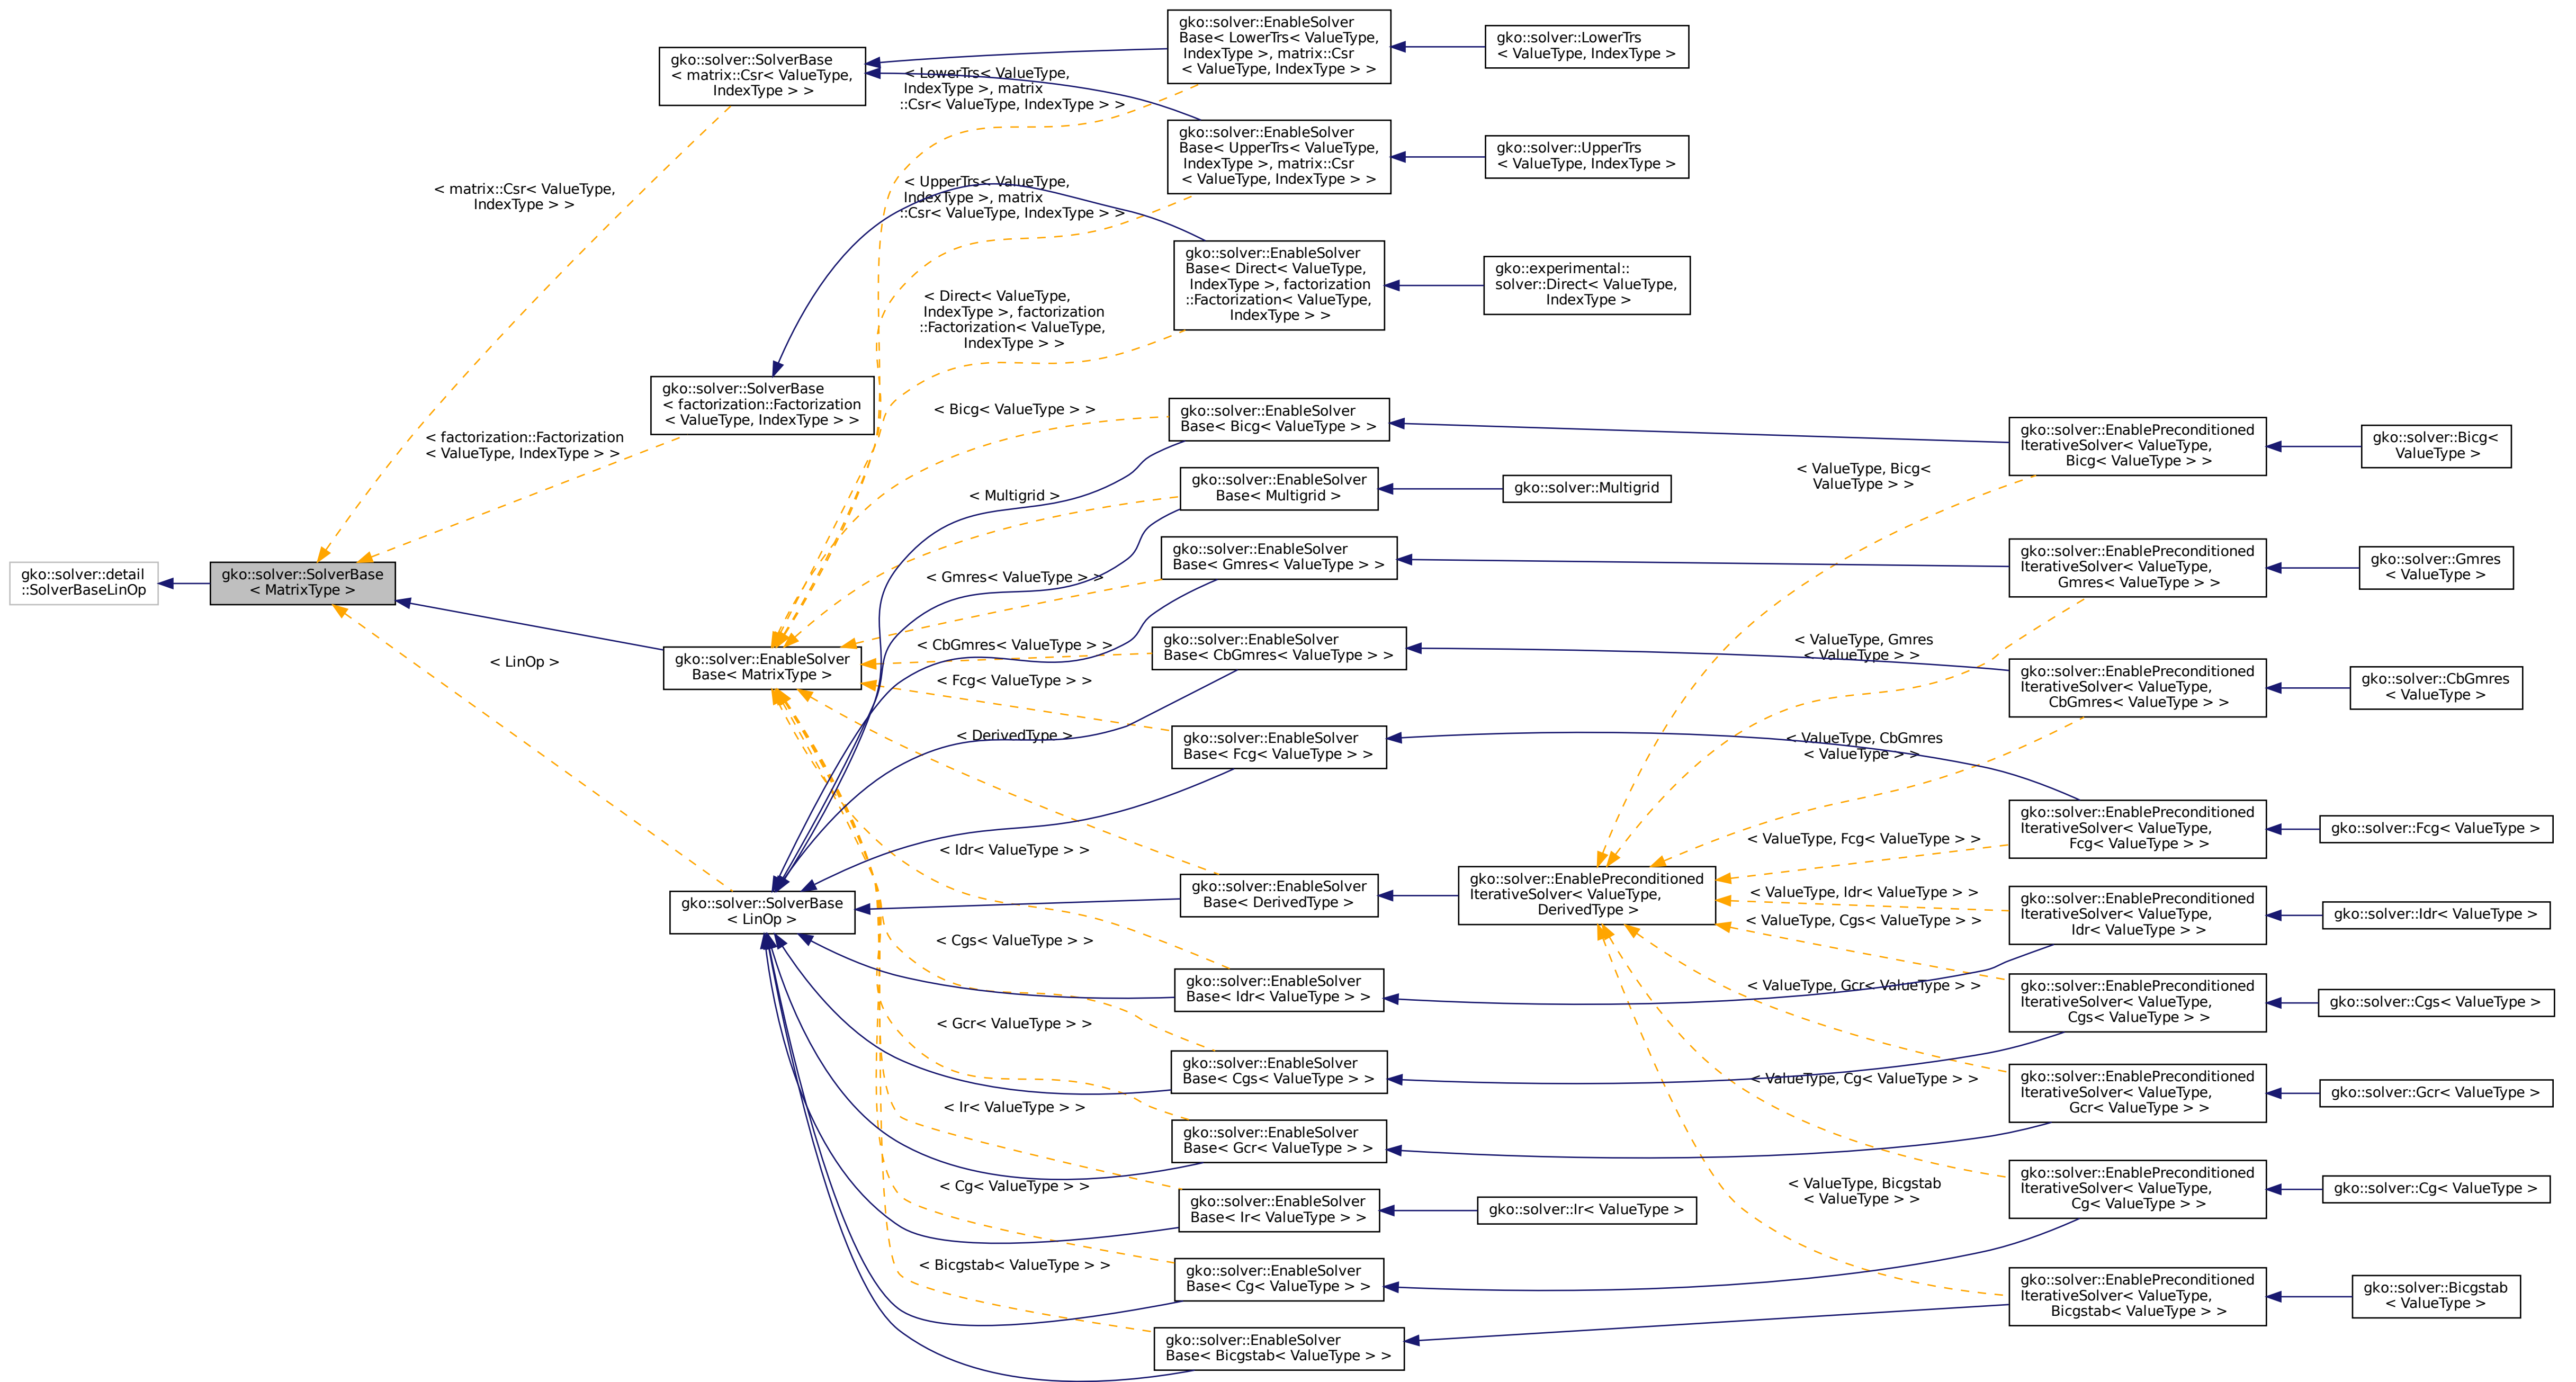 gko::solver::detail
::SolverBaseLinOp
gko::solver::SolverBase
< MatrixType >
< matrix::Csr< ValueType,
IndexType > >
< factorization::Factorization
< ValueType, IndexType > >
< LinOp >
gko::solver::SolverBase
< matrix::Csr< ValueType,
IndexType > >
gko::solver::SolverBase
< factorization::Factorization
< ValueType, IndexType > >
gko::solver::EnableSolver
Base< MatrixType >
gko::solver::SolverBase
< LinOp >
< LowerTrs< ValueType,
IndexType >, matrix
::Csr< ValueType, IndexType > >
< UpperTrs< ValueType,
IndexType >, matrix
::Csr< ValueType, IndexType > >
< Direct< ValueType,
IndexType >, factorization
::Factorization< ValueType,
IndexType > >
< Bicg< ValueType > >
< Multigrid >
< Gmres< ValueType > >
< CbGmres< ValueType > >
< Fcg< ValueType > >
< DerivedType >
< Idr< ValueType > >
< Cgs< ValueType > >
< Gcr< ValueType > >
< Ir< ValueType > >
< Cg< ValueType > >
< Bicgstab< ValueType > >
gko::solver::EnableSolver
Base< LowerTrs< ValueType,
IndexType >, matrix::Csr
< ValueType, IndexType > >
gko::solver::EnableSolver
Base< UpperTrs< ValueType,
IndexType >, matrix::Csr
< ValueType, IndexType > >
gko::solver::EnableSolver
Base< Direct< ValueType,
IndexType >, factorization
::Factorization< ValueType,
IndexType > >
gko::solver::EnableSolver
Base< Bicg< ValueType > >
gko::solver::EnableSolver
Base< Multigrid >
gko::solver::EnableSolver
Base< Gmres< ValueType > >
gko::solver::EnableSolver
Base< CbGmres< ValueType > >
gko::solver::EnableSolver
Base< Fcg< ValueType > >
gko::solver::EnableSolver
Base< DerivedType >
gko::solver::EnableSolver
Base< Idr< ValueType > >
gko::solver::EnableSolver
Base< Cgs< ValueType > >
gko::solver::EnableSolver
Base< Gcr< ValueType > >
gko::solver::EnableSolver
Base< Ir< ValueType > >
gko::solver::EnableSolver
Base< Cg< ValueType > >
gko::solver::EnableSolver
Base< Bicgstab< ValueType > >
gko::solver::LowerTrs
< ValueType, IndexType >
gko::solver::UpperTrs
< ValueType, IndexType >
gko::experimental::
solver::Direct< ValueType,
IndexType >
gko::solver::Multigrid
gko::solver::EnablePreconditioned
IterativeSolver< ValueType,
DerivedType >
gko::solver::Ir< ValueType >
< ValueType, Bicg<
ValueType > >
< ValueType, Gmres
< ValueType > >
< ValueType, CbGmres
< ValueType > >
< ValueType, Fcg< ValueType > >
< ValueType, Idr< ValueType > >
< ValueType, Cgs< ValueType > >
< ValueType, Gcr< ValueType > >
< ValueType, Cg< ValueType > >
< ValueType, Bicgstab
< ValueType > >
gko::solver::EnablePreconditioned
IterativeSolver< ValueType,
Bicg< ValueType > >
gko::solver::EnablePreconditioned
IterativeSolver< ValueType,
Gmres< ValueType > >
gko::solver::EnablePreconditioned
IterativeSolver< ValueType,
CbGmres< ValueType > >
gko::solver::EnablePreconditioned
IterativeSolver< ValueType,
Fcg< ValueType > >
gko::solver::EnablePreconditioned
IterativeSolver< ValueType,
Idr< ValueType > >
gko::solver::EnablePreconditioned
IterativeSolver< ValueType,
Cgs< ValueType > >
gko::solver::EnablePreconditioned
IterativeSolver< ValueType,
Gcr< ValueType > >
gko::solver::EnablePreconditioned
IterativeSolver< ValueType,
Cg< ValueType > >
gko::solver::EnablePreconditioned
IterativeSolver< ValueType,
Bicgstab< ValueType > >
gko::solver::Bicg<
ValueType >
gko::solver::Gmres
< ValueType >
gko::solver::CbGmres
< ValueType >
gko::solver::Fcg< ValueType >
gko::solver::Idr< ValueType >
gko::solver::Cgs< ValueType >
gko::solver::Gcr< ValueType >
gko::solver::Cg< ValueType >
gko::solver::Bicgstab
< ValueType >